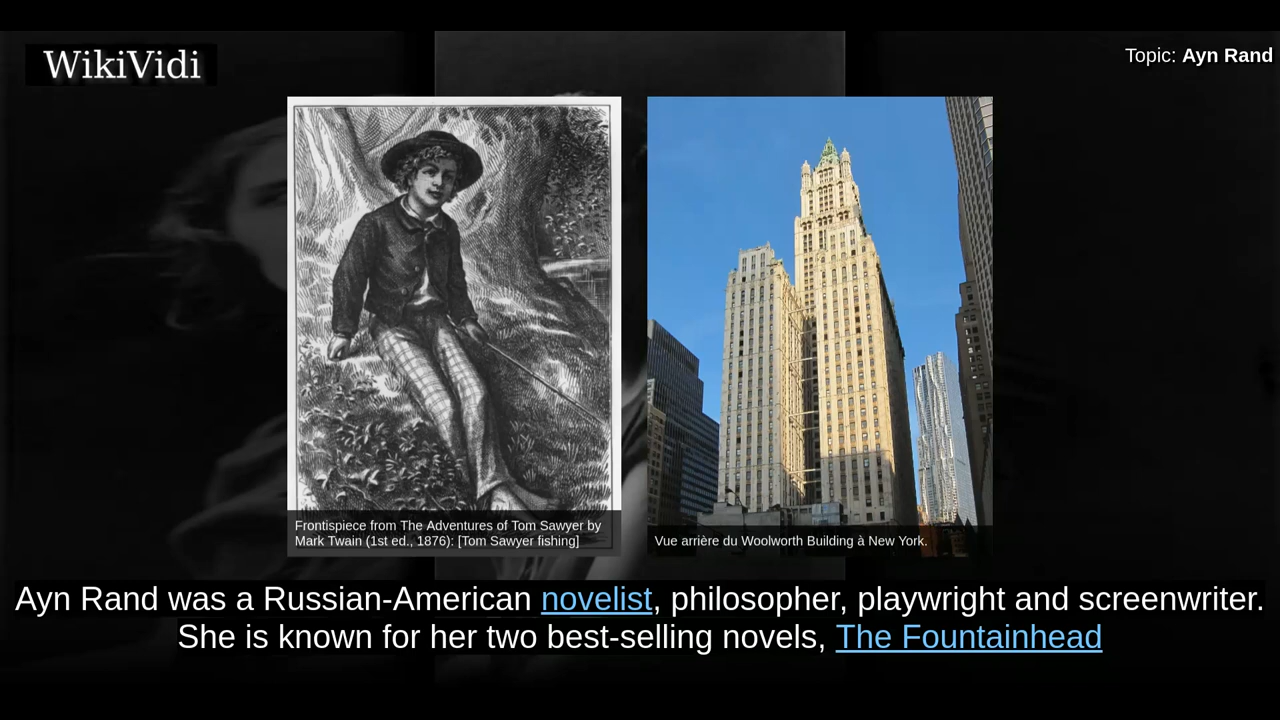 WikiVidi
Topic: Ayn Rand
Frontispiece from The Adventures of Tom Sawyer by
Mark Twain (1st ed., 1876): [Tom Sawyer fishing]
Vue arrière du Woolworth Building à New York.
Ayn Rand was a Russian-American novelist, philosopher, playwright and screenwriter.
She is known for her two best-selling novels, The Fountainhead